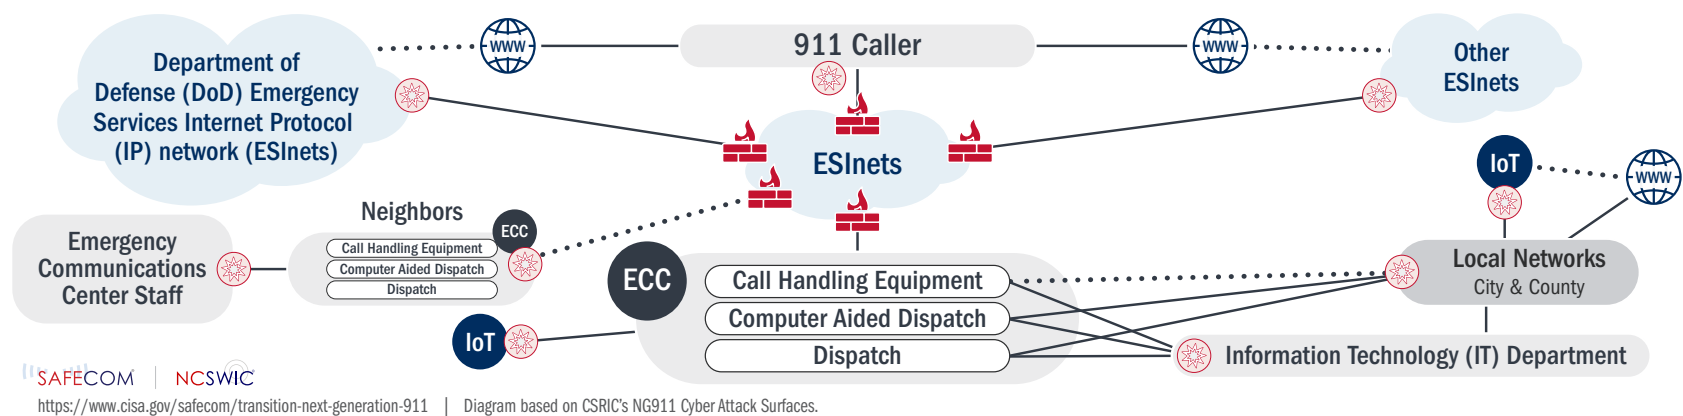 911 Caller
WWW
WWW
Department of
Defense (DoD) Emergency
Services Internet Protocol
(IP) network (ESInets)
Other
ESInets
ESInets
IoT
WWW
Neighbors
ECC
Call Handling Equipment
Computer Aided Dispatch
Dispatch
Emergency
Communications
Center Staff
ECC
Call Handling Equipment
Computer Aided Dispatch
Dispatch
Local Networks
City & County
IoT
Information Technology (IT) Department
SAFECOM | NCSWIC
https://www.cisa.gov/safecom/transition-next-generation-911 | Diagram based on CSRIC's NG911 Cyber Attack Surfaces.